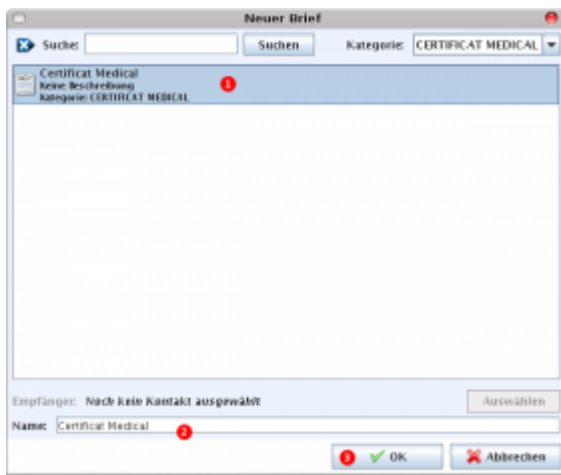 Neuer Brief
Suche: Suchen Kategorie: CERTIFICAT MEDICAL
Certificat Medical
Keine Beschreibung
Kategorie: CERTIFICAT MEDICAL
1
Empfänger: Noch kein Kontakt ausgewählt Auswählen
Name: Certificat Medical
2
3 OK Abbrechen